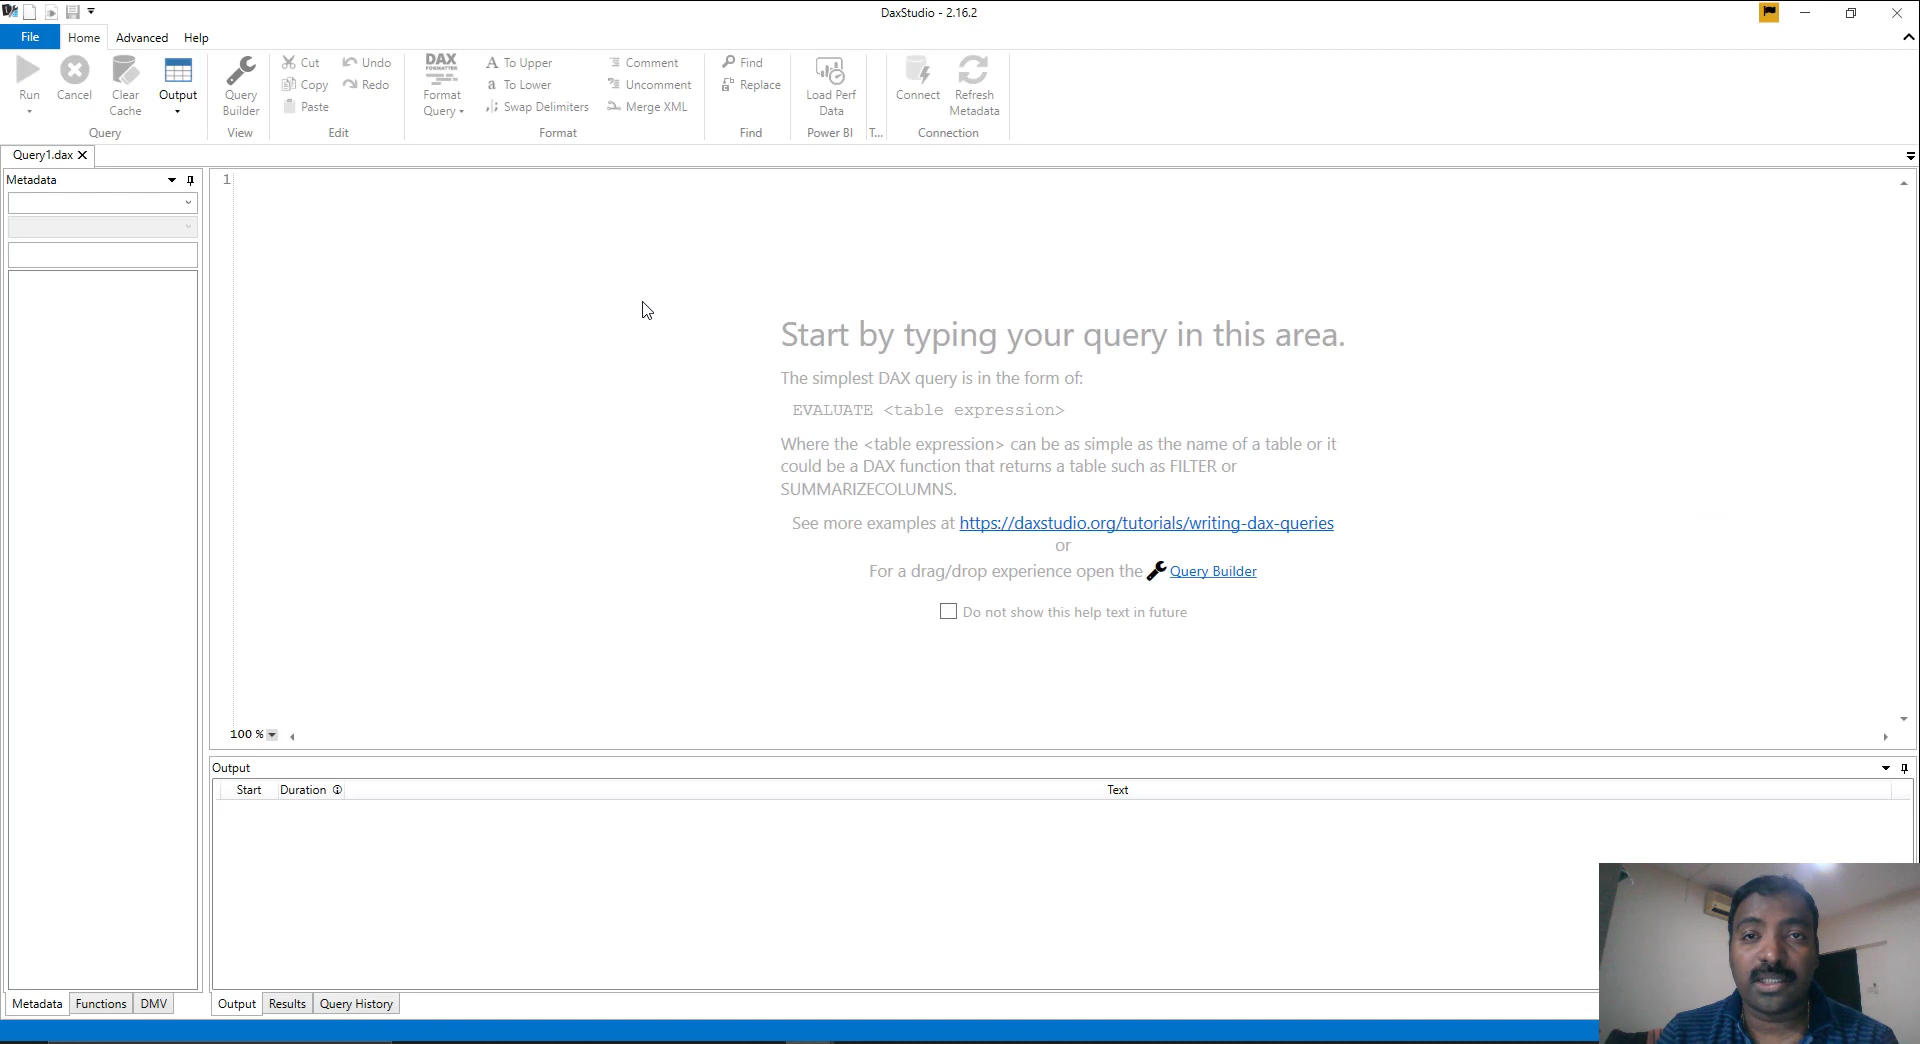 DaxStudio - 2.16.2
File
Home
Advanced
Help
Run
Cancel
Clear
Cache
Output
Query
Query
Builder
View
Cut
Copy
Paste
Undo
Redo
Edit
DAX
FORMATTER
Format
Query
A To Upper
a To Lower
Swap Delimiters
Comment
Uncomment
Merge XML
Format
Find
Replace
Find
Load Perf
Data
Power BI
T...
Connect
Refresh
Metadata
Connection
Query1.dax
Metadata
1
Start by typing your query in this area.
The simplest DAX query is in the form of:
EVALUATE <table expression>
Where the <table expression> can be as simple as the name of a table or it
could be a DAX function that returns a table such as FILTER or
SUMMARIZECOLUMNS.
See more examples at https://daxstudio.org/tutorials/writing-dax-queries
or
For a drag/drop experience open the Query Builder
Do not show this help text in future
100 %
Output
Start
Duration
Text
Metadata
Functions
DMV
Output
Results
Query History